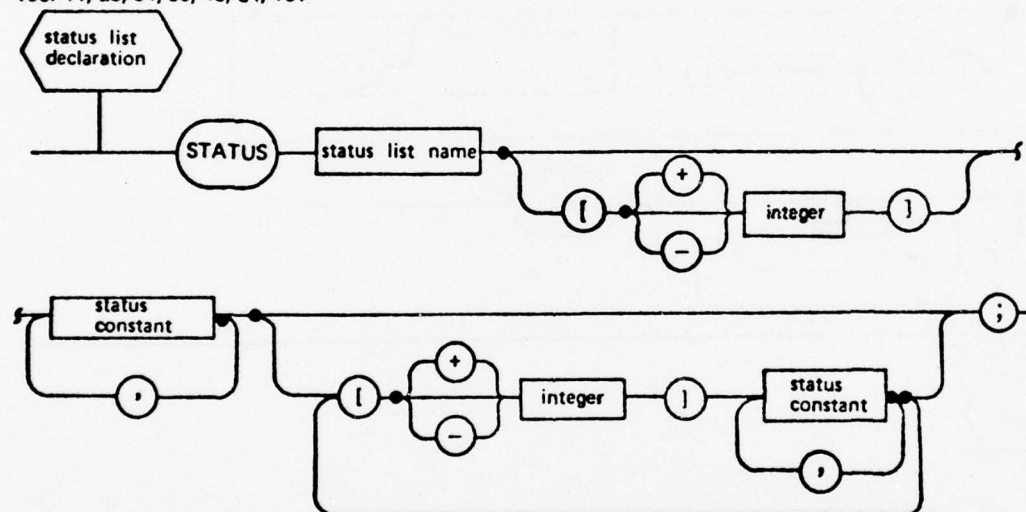 status list
declaration
STATUS status list name [ + - integer ]
status
constant , [ + - integer ] status
constant , ;